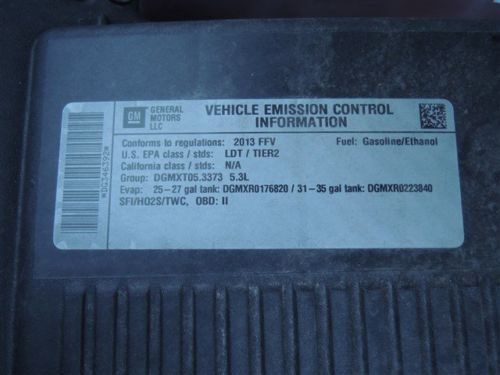 GM
GENERAL MOTORS LLC
VEHICLE EMISSION CONTROL
INFORMATION
Conforms to regulations: 2013 FFV Fuel: Gasoline/Ethanol
U.S. EPA class / stds: LDT / TIER2
California class / stds: N/A
Group: DGMXT05.3373 5.3L
Evap: 25-27 gal tank: DGMXR0176820 / 31-35 gal tank: DGMXR0223840
SFI/HO2S/TWC, OBD: II
*DG346392*